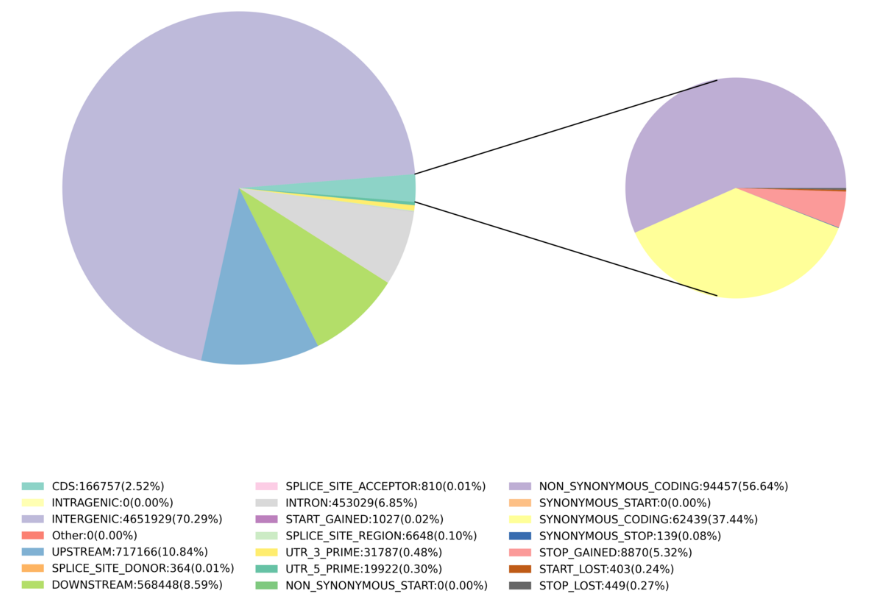 CDS:166757(2.52%)
INTRAGENIC:0(0.00%)
INTERGENIC:4651929(70.29%)
Other:0(0.00%)
UPSTREAM:717166(10.84%)
SPLICE_SITE_DONOR:364(0.01%)
DOWNSTREAM:568448(8.59%)
SPLICE_SITE_ACCEPTOR:810(0.01%)
INTRON:453029(6.85%)
START_GAINED:1027(0.02%)
SPLICE_SITE_REGION:6648(0.10%)
UTR_3_PRIME:31787(0.48%)
UTR_5_PRIME:19922(0.30%)
NON_SYNONYMOUS_START:0(0.00%)
NON_SYNONYMOUS_CODING:94457(56.64%)
SYNONYMOUS_START:0(0.00%)
SYNONYMOUS_CODING:62439(37.44%)
SYNONYMOUS_STOP:139(0.08%)
STOP_GAINED:8870(5.32%)
START_LOST:403(0.24%)
STOP_LOST:449(0.27%)